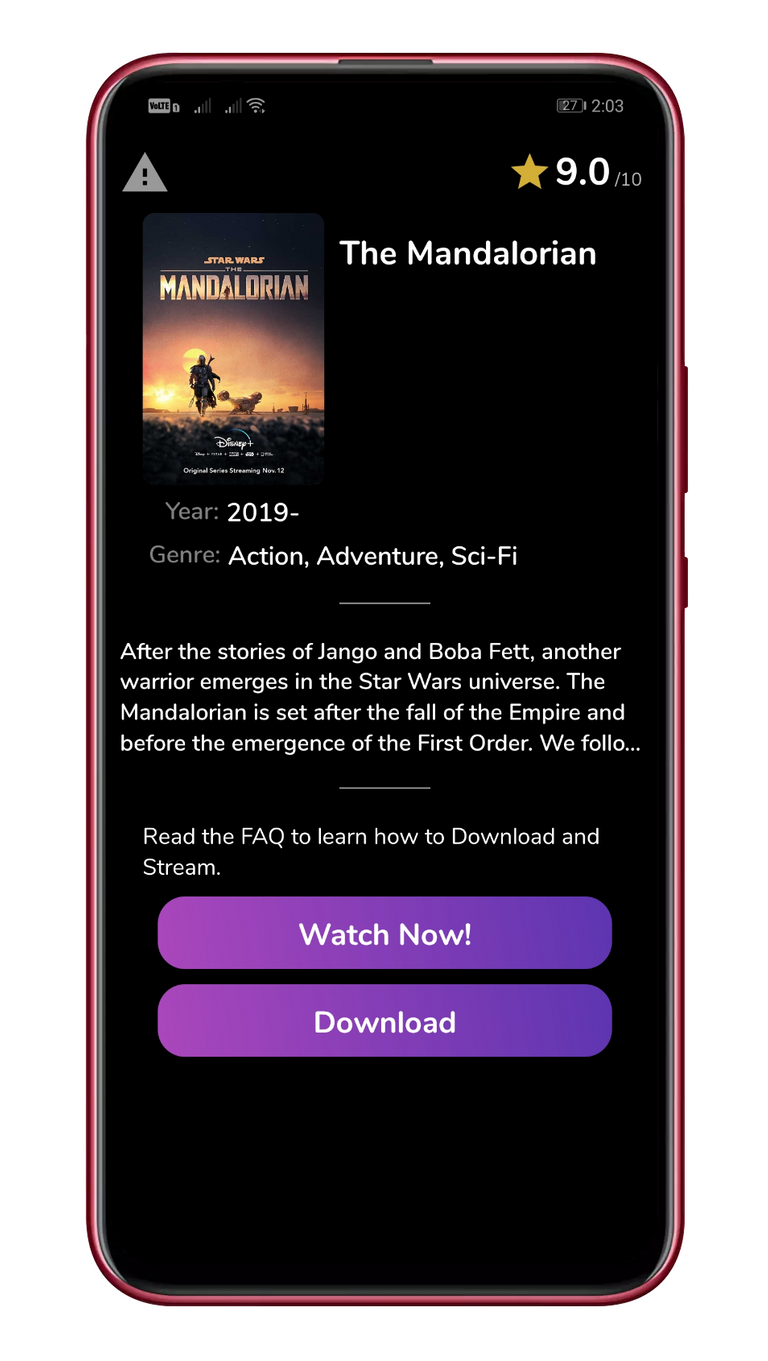 VoLTE 1 27 2:03
9.0 /10
STAR WARS
THE
MANDALORIAN
The Mandalorian
Disney+
Original Series Streaming Nov. 12
Year: 2019-
Genre: Action, Adventure, Sci-Fi
After the stories of Jango and Boba Fett, another
warrior emerges in the Star Wars universe. The
Mandalorian is set after the fall of the Empire and
before the emergence of the First Order. We follo...
Read the FAQ to learn how to Download and
Stream.
Watch Now!
Download